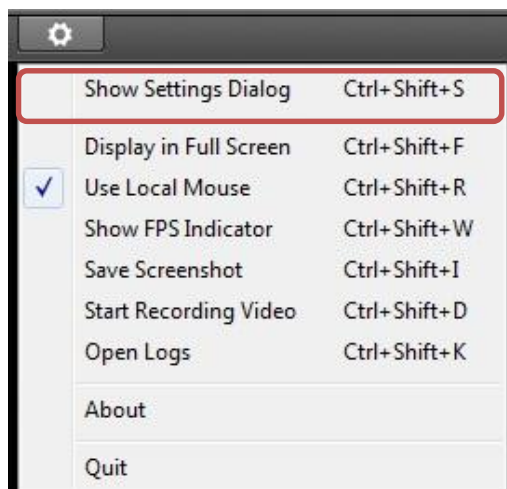 Show Settings Dialog Ctrl+Shift+S
Display in Full Screen Ctrl+Shift+F
Use Local Mouse Ctrl+Shift+R
Show FPS Indicator Ctrl+Shift+W
Save Screenshot Ctrl+Shift+I
Start Recording Video Ctrl+Shift+D
Open Logs Ctrl+Shift+K
About
Quit